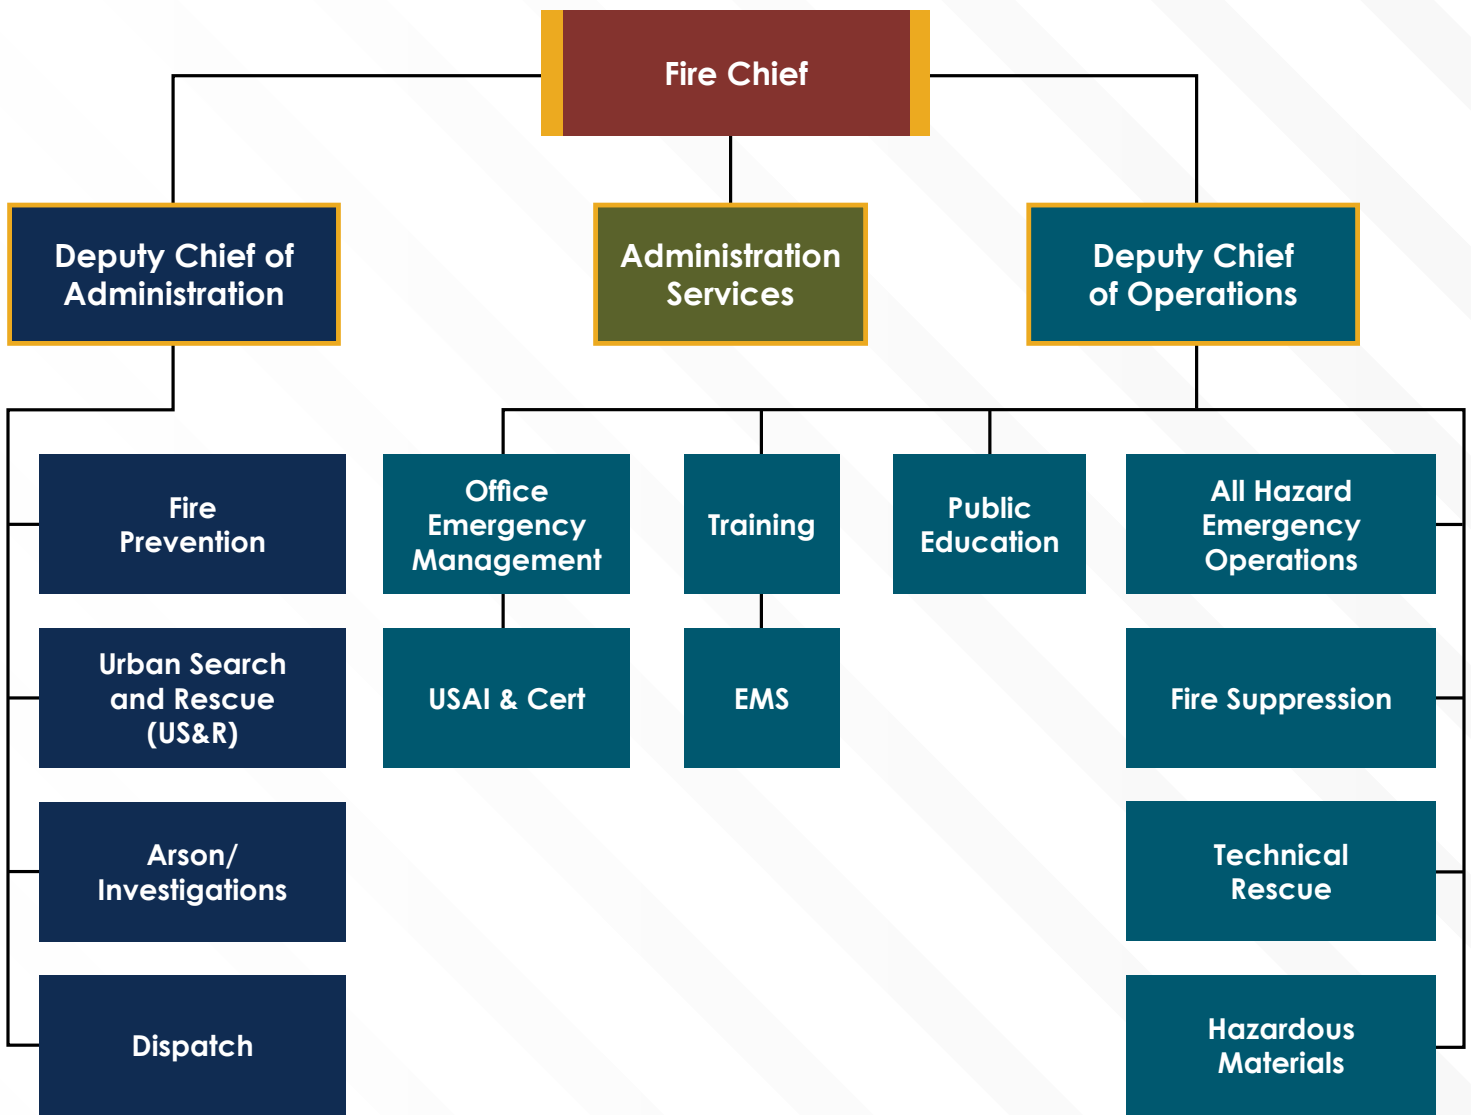 Fire Chief
Deputy Chief of
Administration
Administration
Services
Deputy Chief
of Operations
Fire
Prevention
Office
Emergency
Management
Training
Public
Education
All Hazard
Emergency
Operations
Urban Search
and Rescue
(US&R)
USAI & Cert
EMS
Fire Suppression
Arson/
Investigations
Technical
Rescue
Dispatch
Hazardous
Materials